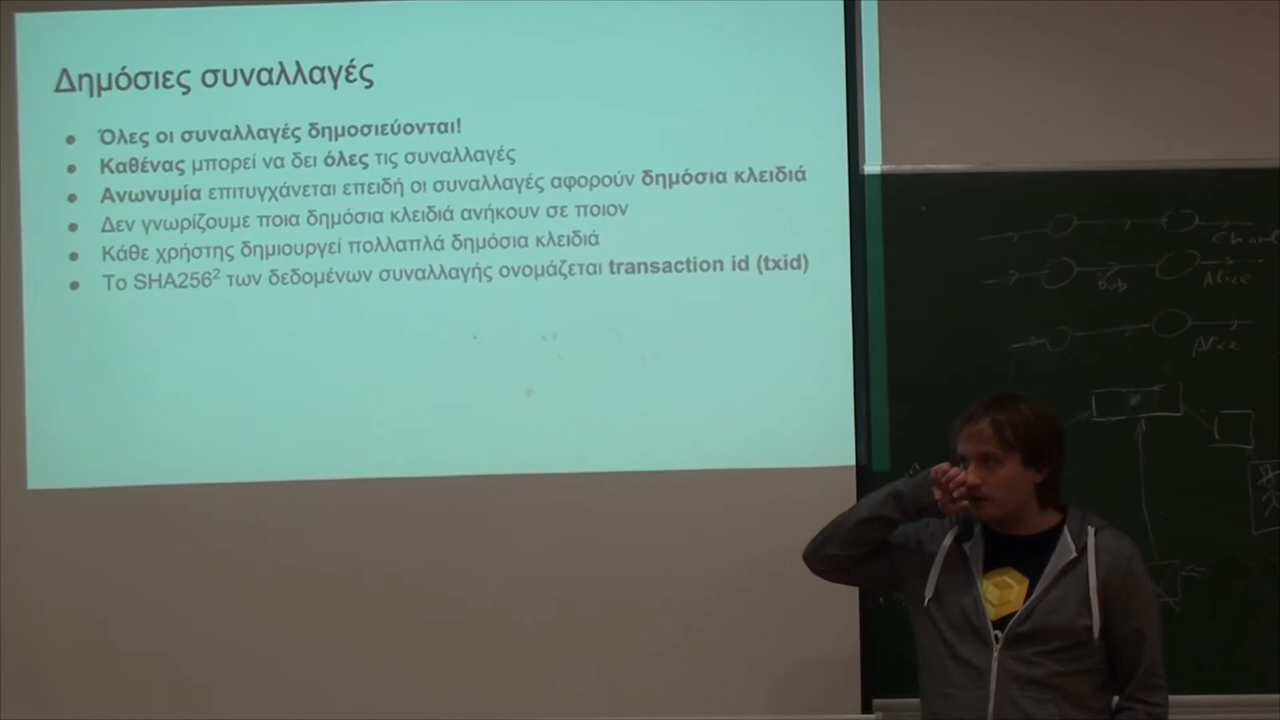 Δημόσιες συναλλαγές
● Όλες οι συναλλαγές δημοσιεύονται!
● Καθένας μπορεί να δει όλες τις συναλλαγές
● Ανωνυμία επιτυγχάνεται επειδή οι συναλλαγές αφορούν δημόσια κλειδιά
● Δεν γνωρίζουμε ποια δημόσια κλειδιά ανήκουν σε ποιον
● Κάθε χρήστης δημιουργεί πολλαπλά δημόσια κλειδιά
● Το SHA256² των δεδομένων συναλλαγής ονομάζεται transaction id (txid)
Bob
Alice
Alice